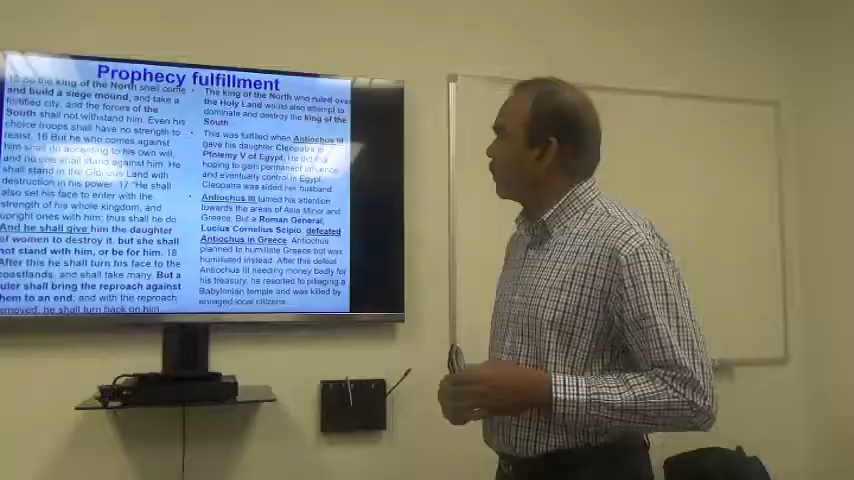 Prophecy fulfillment
15 So the king of the North shall come
and build a siege mound, and take a
fortified city, and the forces of the
South shall not withstand him. Even his
choice troops shall have no strength to
resist. 16 But he who comes against
him shall do according to his own will,
and no one shall stand against him. He
shall stand in the Glorious Land with
destruction in his power. 17 "He shall
also set his face to enter with the
strength of his whole kingdom, and
upright ones with him; thus shall he do.
And he shall give him the daughter
of women to destroy it, but she shall
not stand with him, or be for him. 18
After this he shall turn his face to the
coastlands, and shall take many. But a
ruler shall bring the reproach against
them to an end; and with the reproach
removed, he shall turn back on him.
• The king of the North who ruled over
the Holy Land would also attempt to
dominate and destroy the king of the
South.
• This was fulfilled when Antiochus III
gave his daughter Cleopatra to
Ptolemy V of Egypt. He did this
hoping to gain permanent influence
and eventually control in Egypt.
Cleopatra was sided her husband
• Antiochus III turned his attention
towards the areas of Asia Minor and
Greece. But a Roman General,
Lucius Cornelius Scipio, defeated
Antiochus in Greece. Antiochus
planned to humiliate Greece but was
humiliated instead. After this defeat
Antiochus III needing money badly for
his treasury, he resorted to pillaging a
Babylonian temple and was killed by
enraged local citizens.